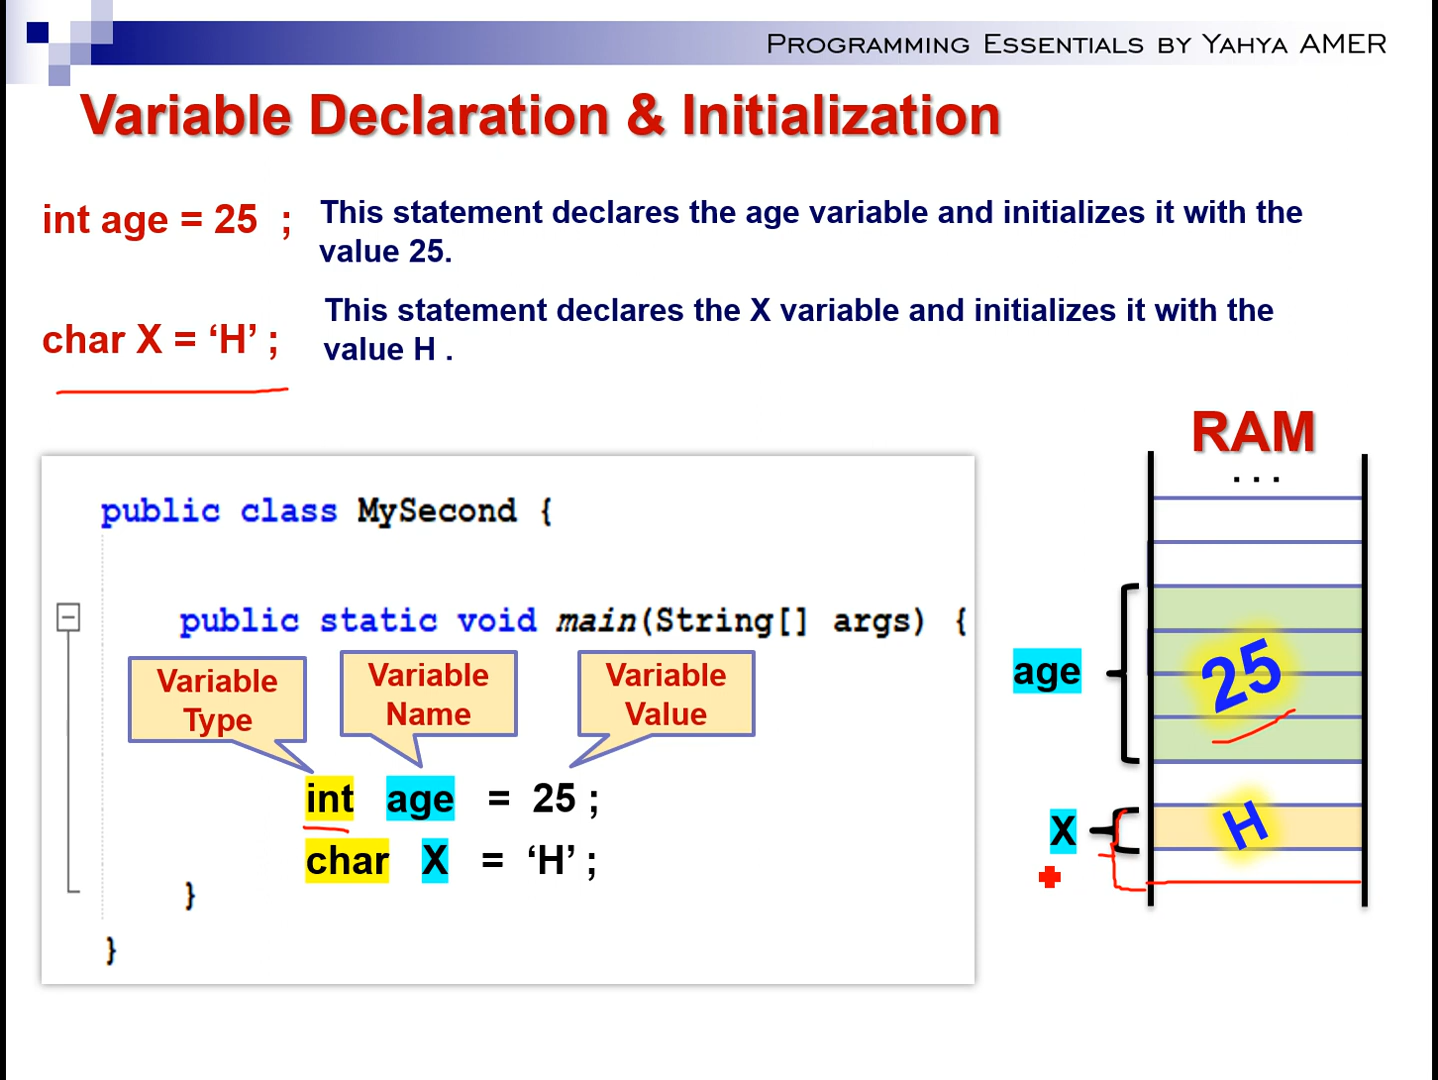 PROGRAMMING ESSENTIALS BY YAHYA AMER
Variable Declaration & Initialization
int age = 25 ;
This statement declares the age variable and initializes it with the
value 25.
char X = ‘H’ ;
This statement declares the X variable and initializes it with the
value H .
RAM
. . .
public class MySecond {
public static void main(String[] args) {
Variable
Type
Variable
Name
Variable
Value
int age = 25 ;
char X = ‘H’ ;
}
}
age
25
X
H